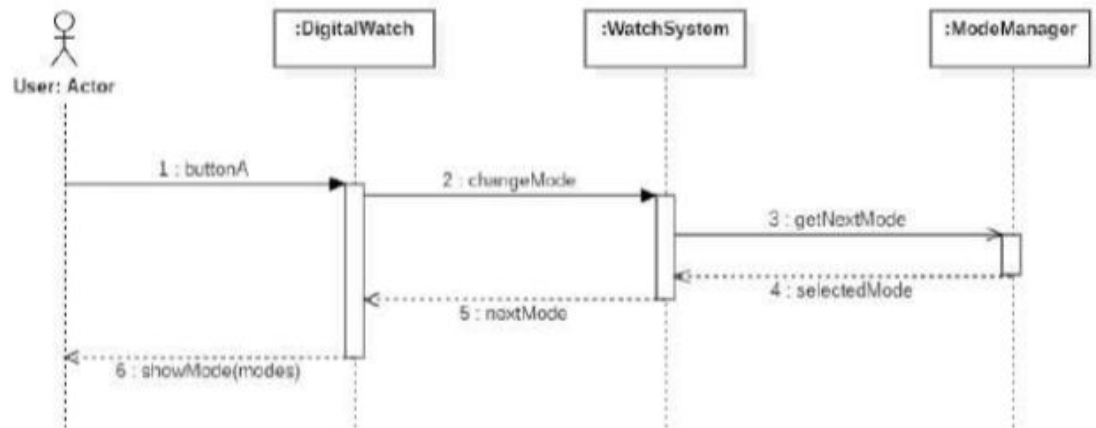 :DigitalWatch
:WatchSystem
:ModeManager
User: Actor
1 : buttonA
2 : changeMode
3 : getNextMode
4 : selectedMode
5 : nextMode
6 : showMode(modes)